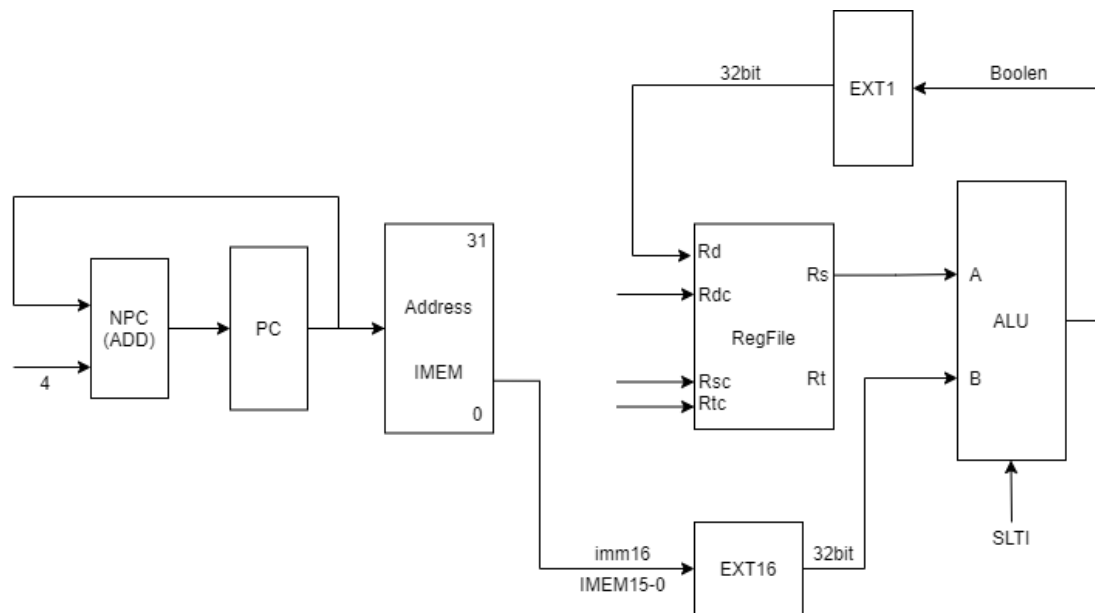 32bit
EXT1
Boolen
31
Address
IMEM
0
NPC
(ADD)
4
PC
Rd
Rdc
Rsc
Rtc
RegFile
Rs
Rt
A
B
ALU
SLTI
imm16
IMEM15-0
EXT16
32bit